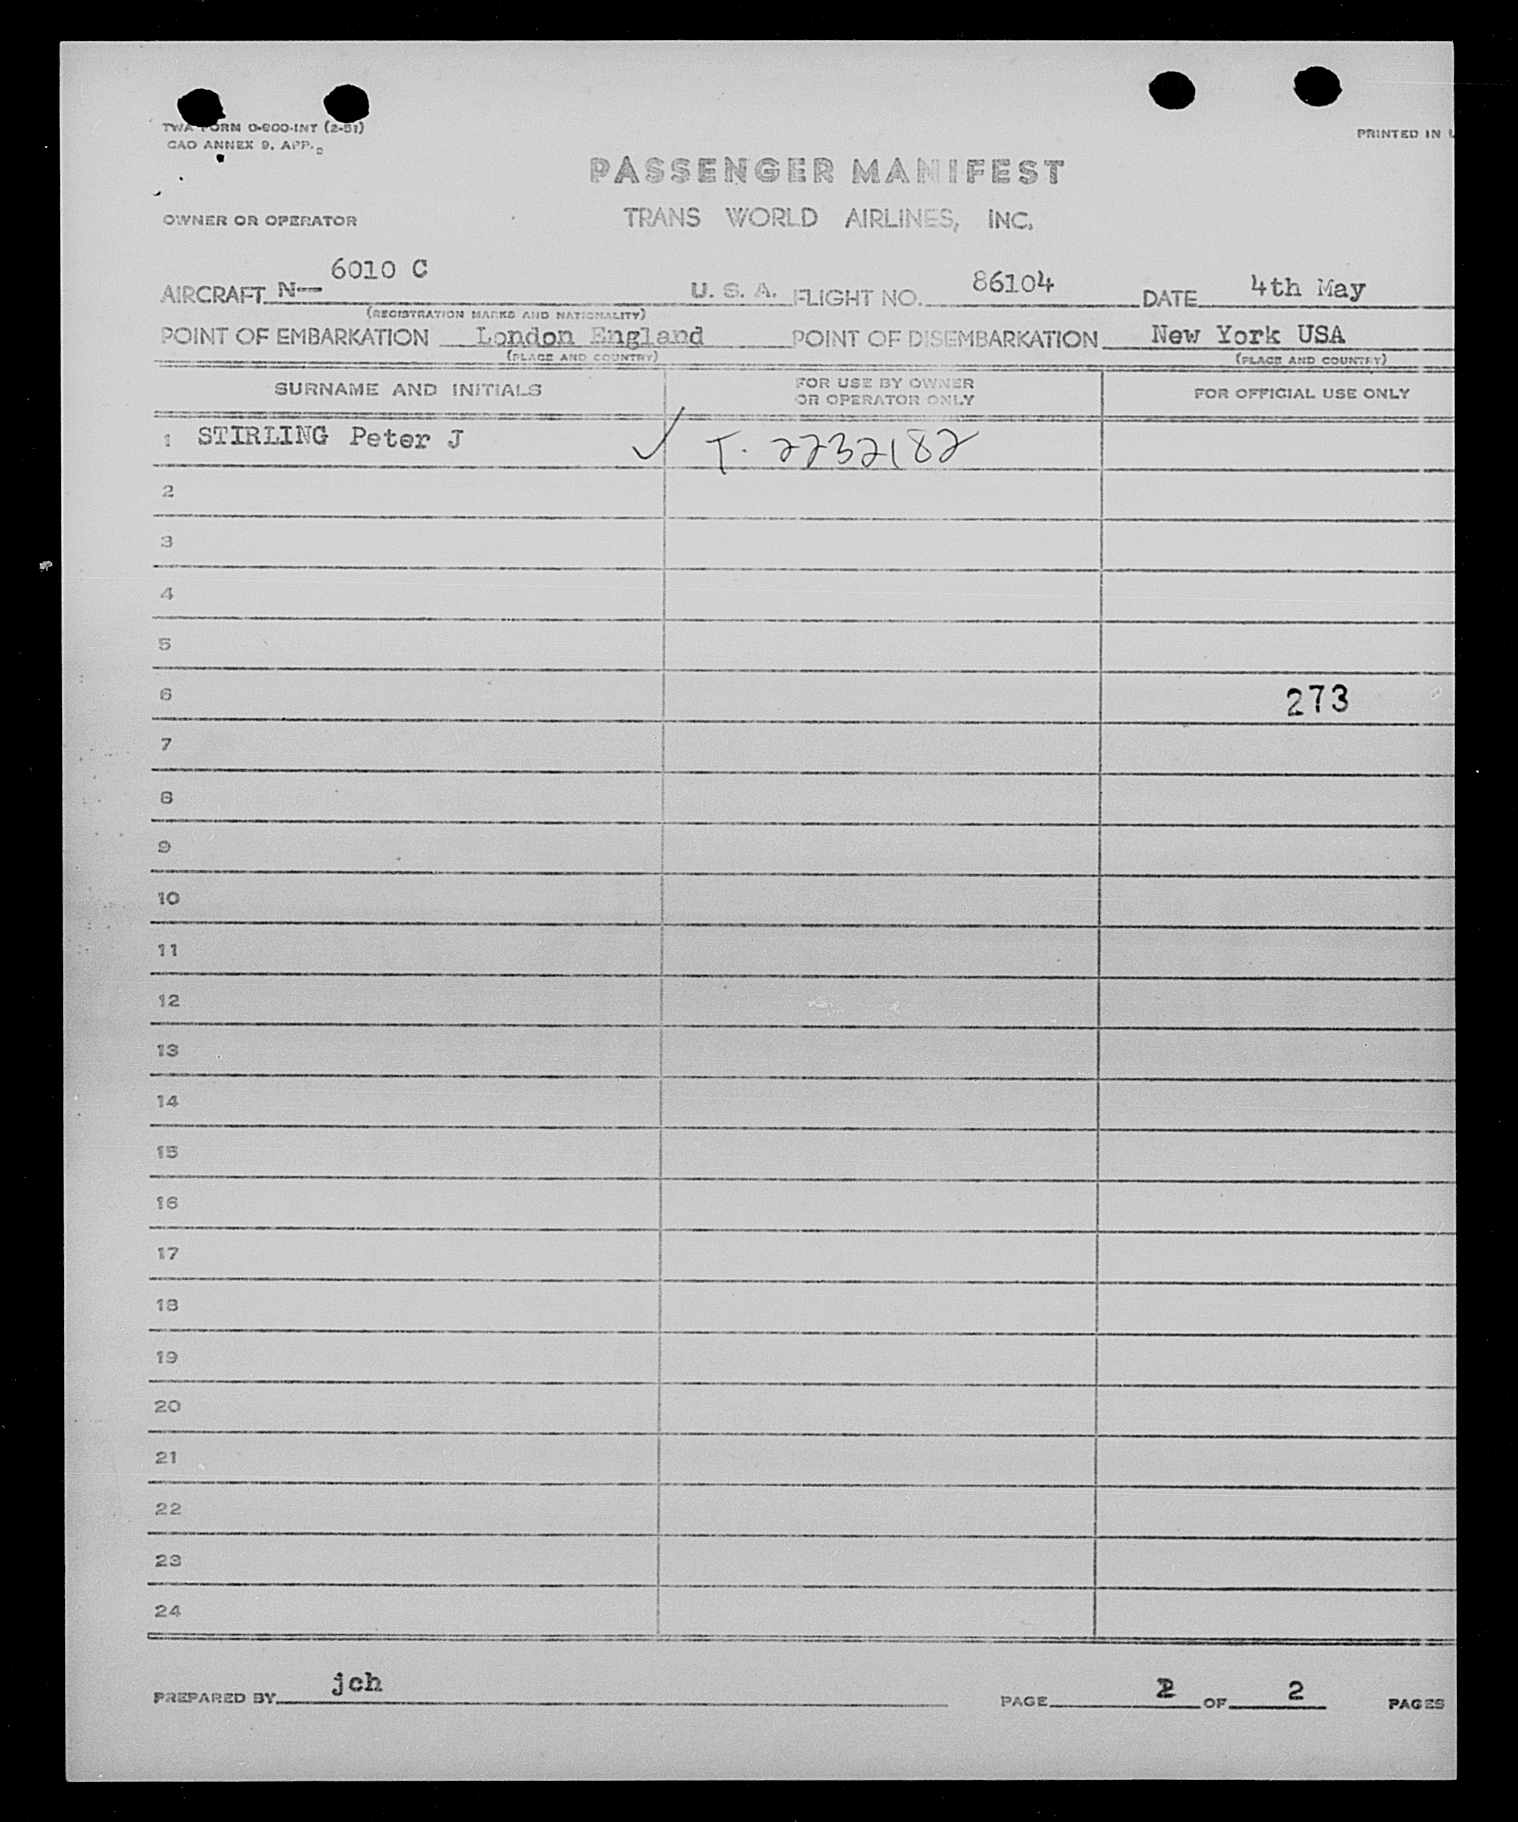 TWA FORM O-900-INT (2-51)
CAO ANNEX 9, APP.
PRINTED IN
PASSENGER MANIFEST
OWNER OR OPERATOR TRANS WORLD AIRLINES, INC.
AIRCRAFT N- 6010 C U. S. A. FLIGHT NO. 86104 DATE 4th May
(REGISTRATION MARKS AND NATIONALITY)
POINT OF EMBARKATION London England POINT OF DISEMBARKATION New York USA
(PLACE AND COUNTRY) (PLACE AND COUNTRY)
SURNAME AND INITIALS FOR USE BY OWNER OR OPERATOR ONLY FOR OFFICIAL USE ONLY
1 STIRLING Peter J ✓ T. 2232182
2
3
4
5
6 273
7
8
9
10
11
12
13
14
15
16
17
18
19
20
21
22
23
24
PREPARED BY jch PAGE 2 OF 2 PAGES